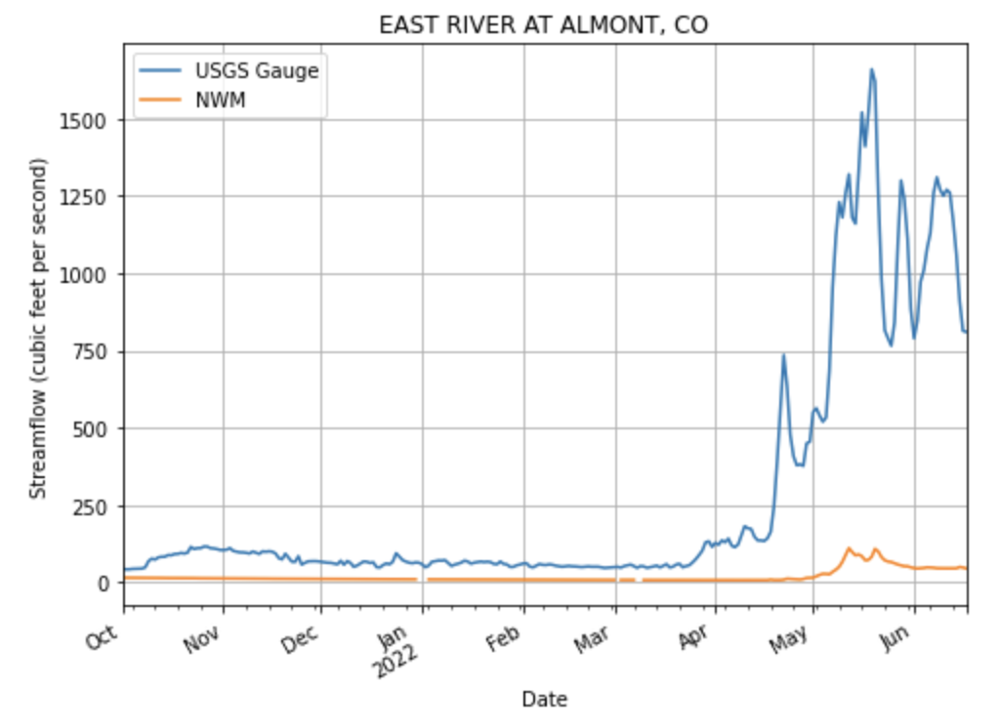 EAST RIVER AT ALMONT, CO
USGS Gauge
NWM
1500
1250
1000
750
500
250
0
Streamflow (cubic feet per second)
Oct
Nov
Dec
Jan
2022
Feb
Mar
Apr
May
Jun
Date